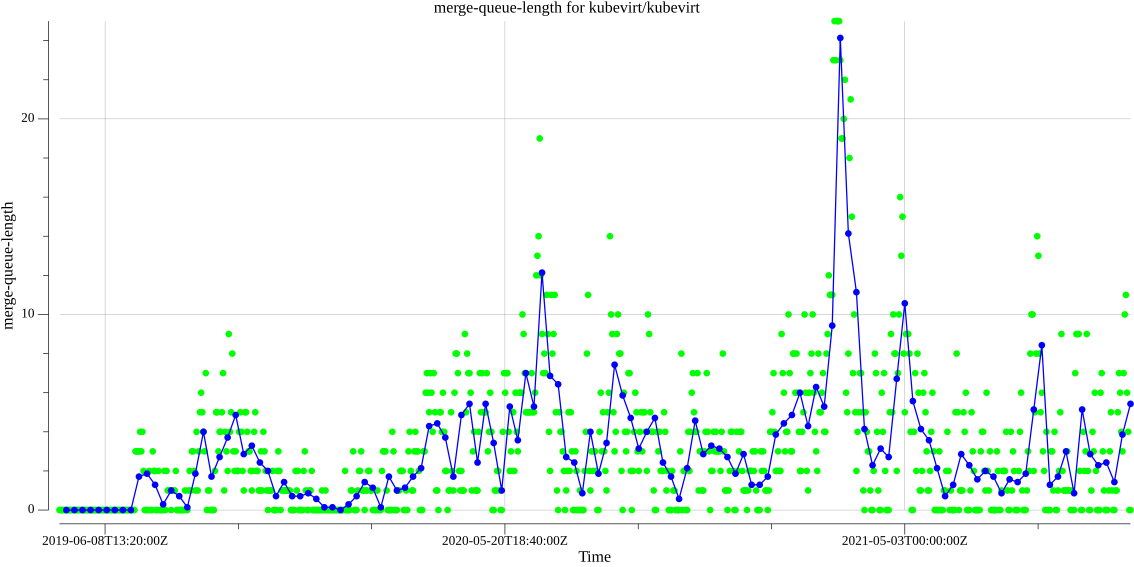 merge-queue-length for kubevirt/kubevirt
merge-queue-length
20
10
0
2019-06-08T13:20:00Z
2020-05-20T18:40:00Z
2021-05-03T00:00:00Z
Time